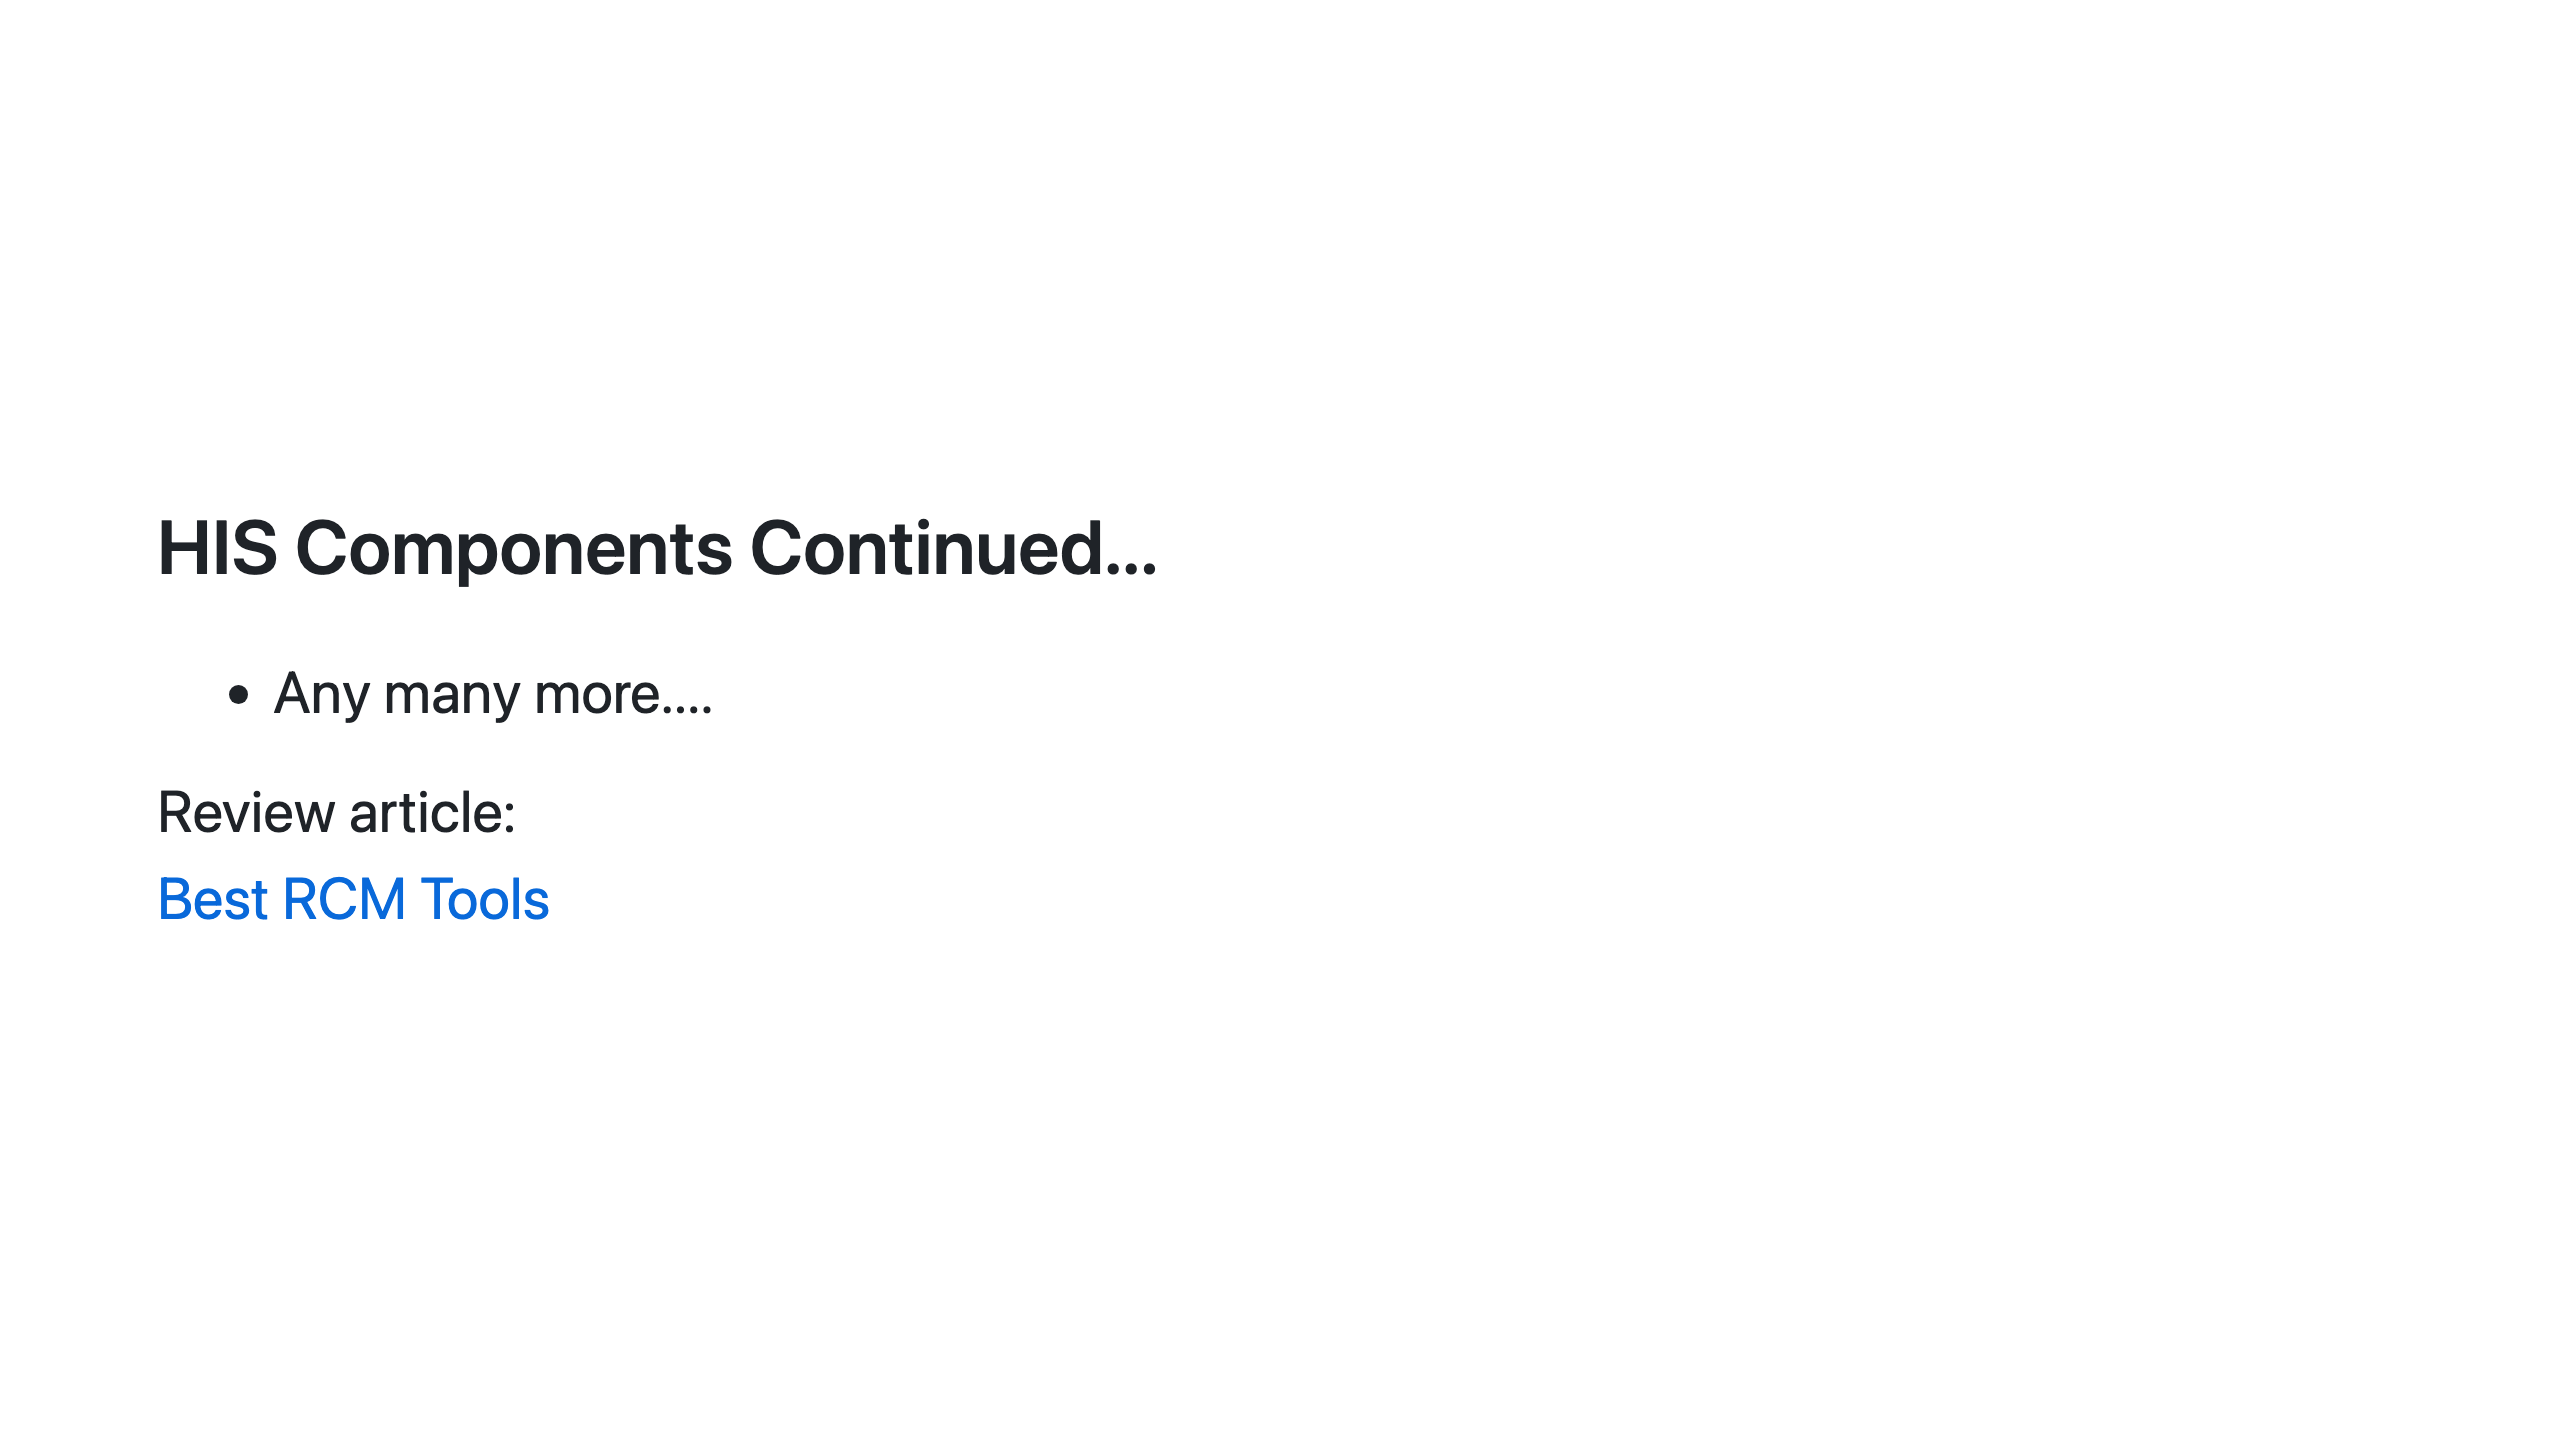 HIS Components Continued...
• Any many more....
Review article:
Best RCM Tools